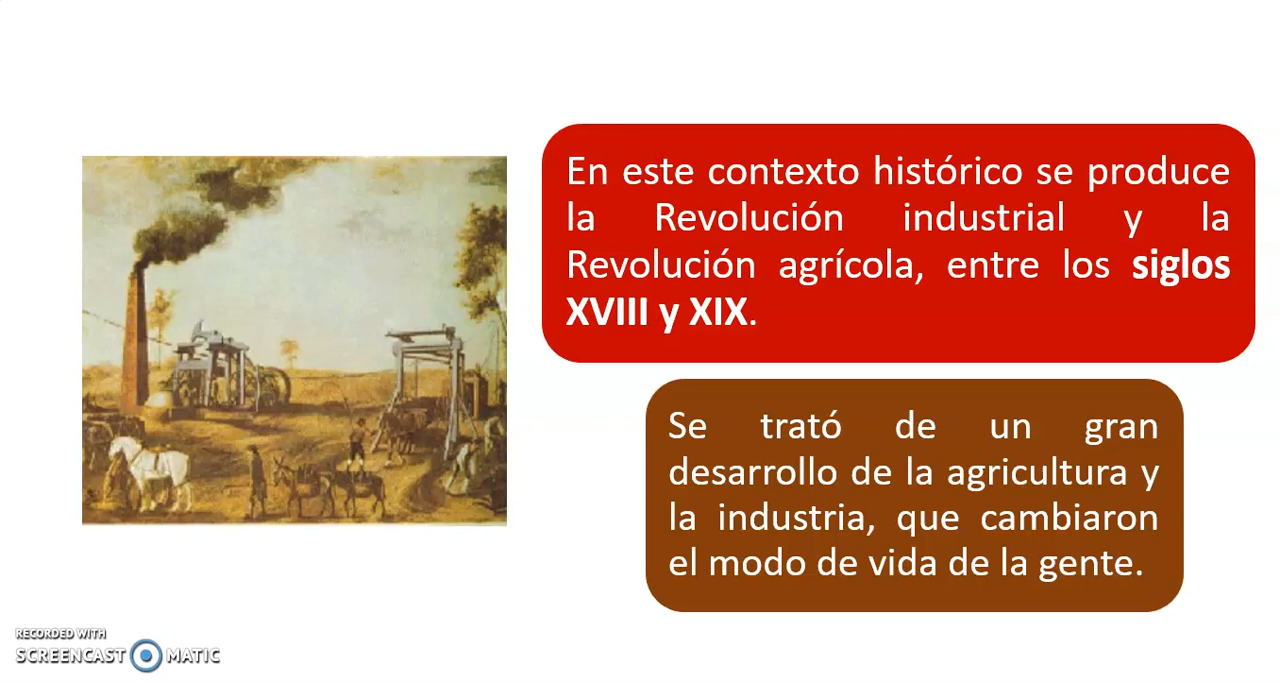 En este contexto histórico se produce
la Revolución industrial y la
Revolución agrícola, entre los siglos
XVIII y XIX.
Se trató de un gran
desarrollo de la agricultura y
la industria, que cambiaron
el modo de vida de la gente.
RECORDED WITH
SCREENCAST MATIC